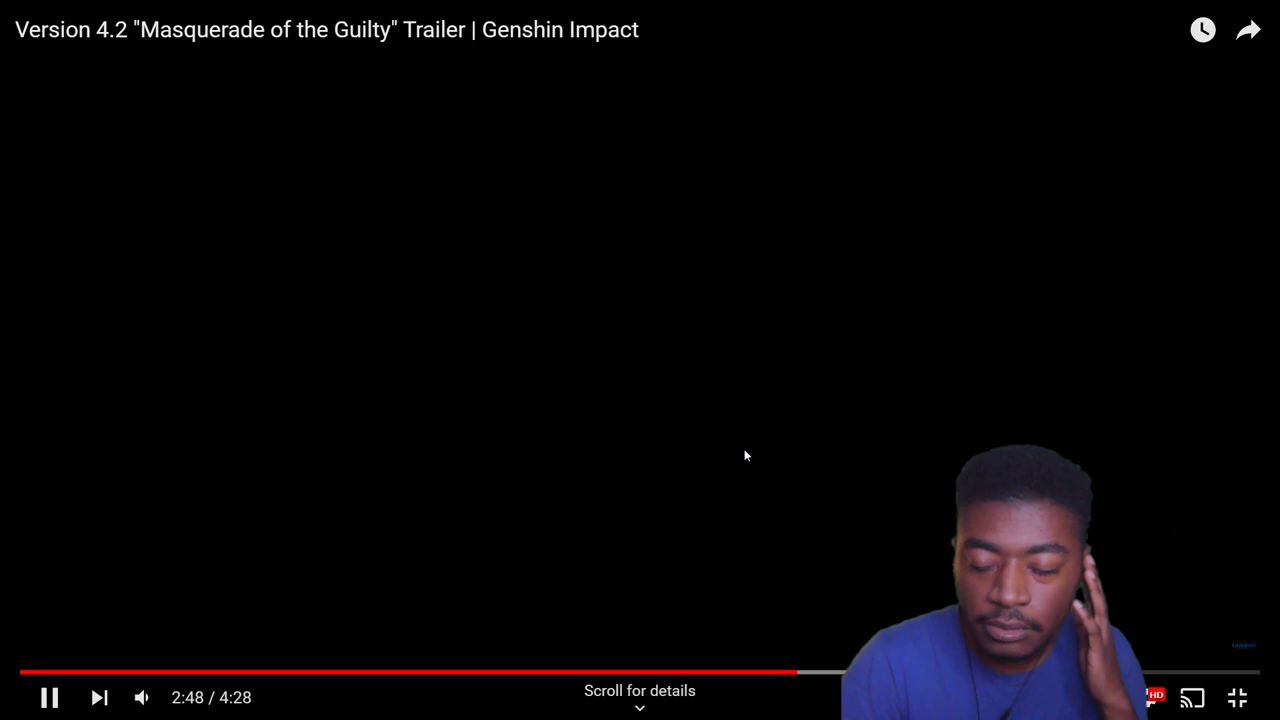 Version 4.2 "Masquerade of the Guilty" Trailer | Genshin Impact
Scroll for details
2:48 / 4:28
HD